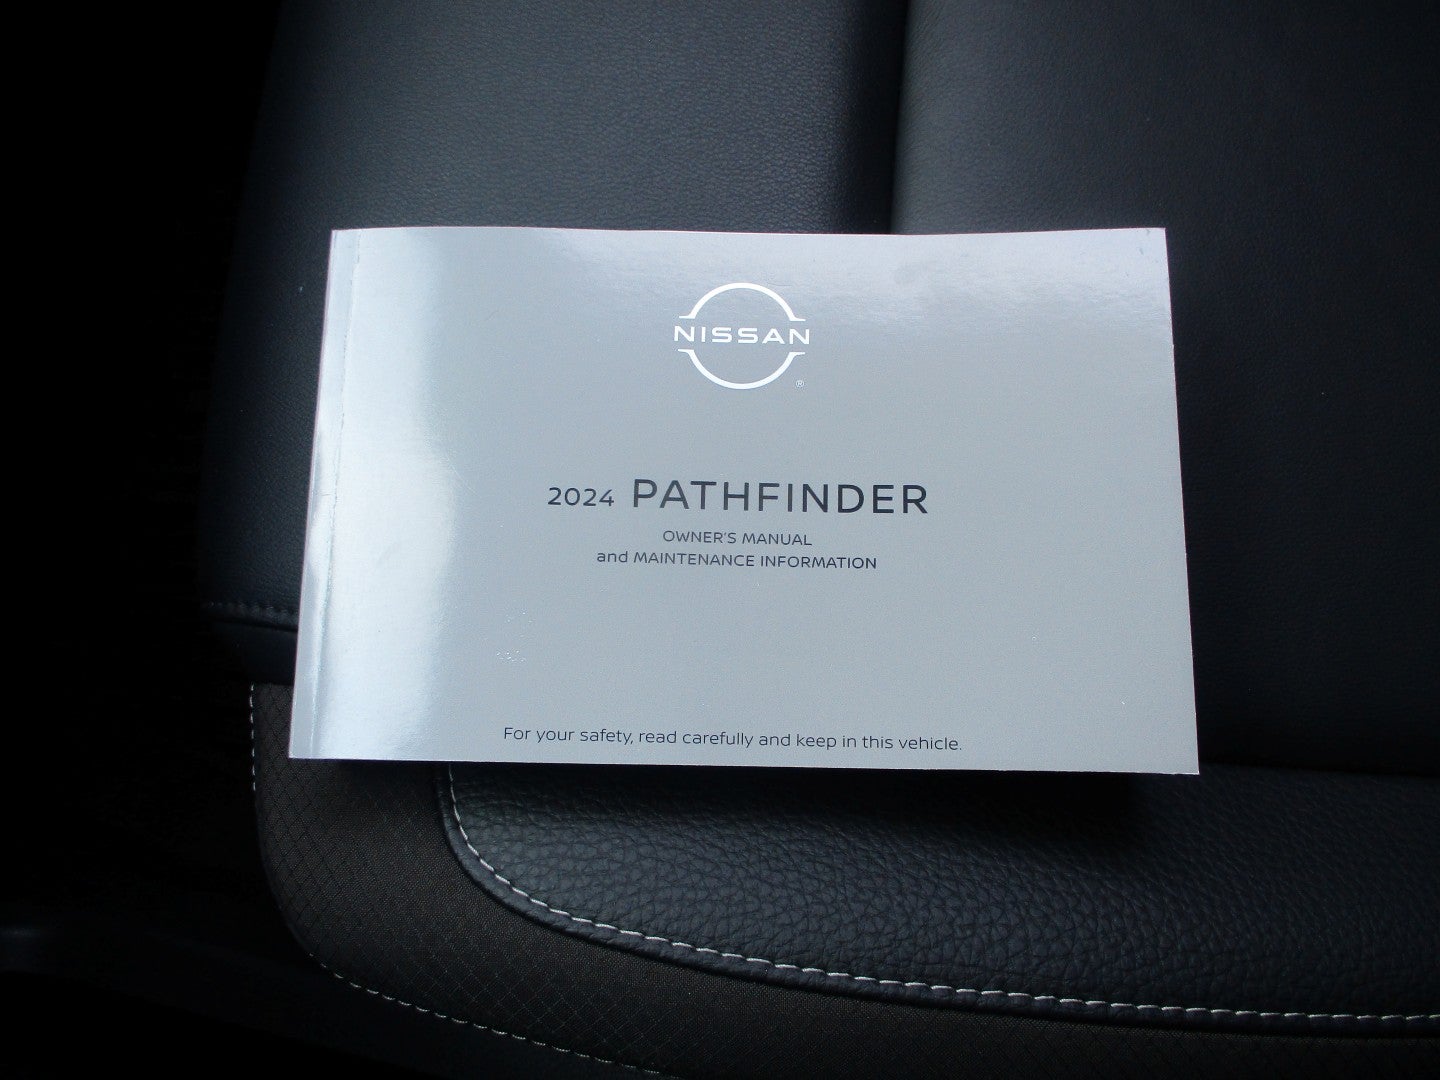 NISSAN
®
2024 PATHFINDER
OWNER'S MANUAL
and MAINTENANCE INFORMATION
For your safety, read carefully and keep in this vehicle.